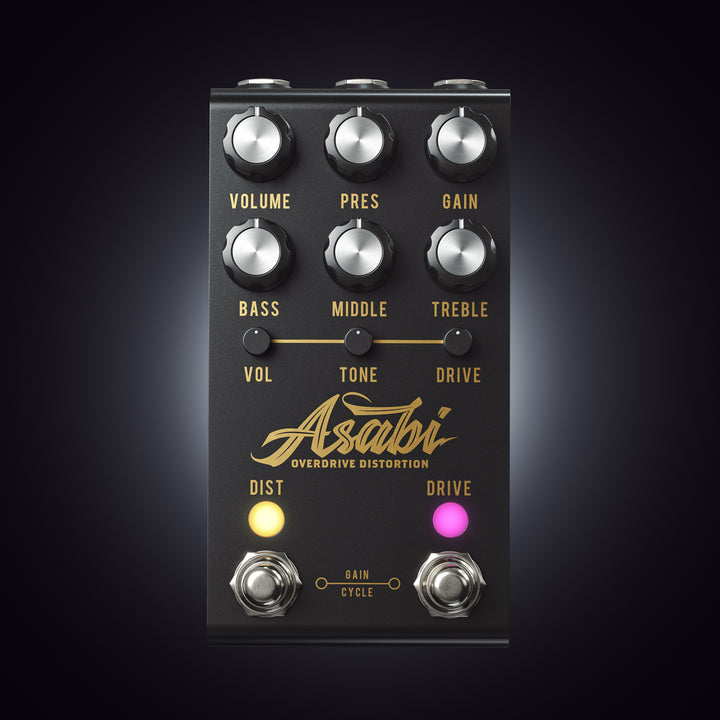 VOLUME PRES GAIN
BASS MIDDLE TREBLE
VOL TONE DRIVE
Asabi
OVERDRIVE DISTORTION
DIST DRIVE
GAIN
CYCLE